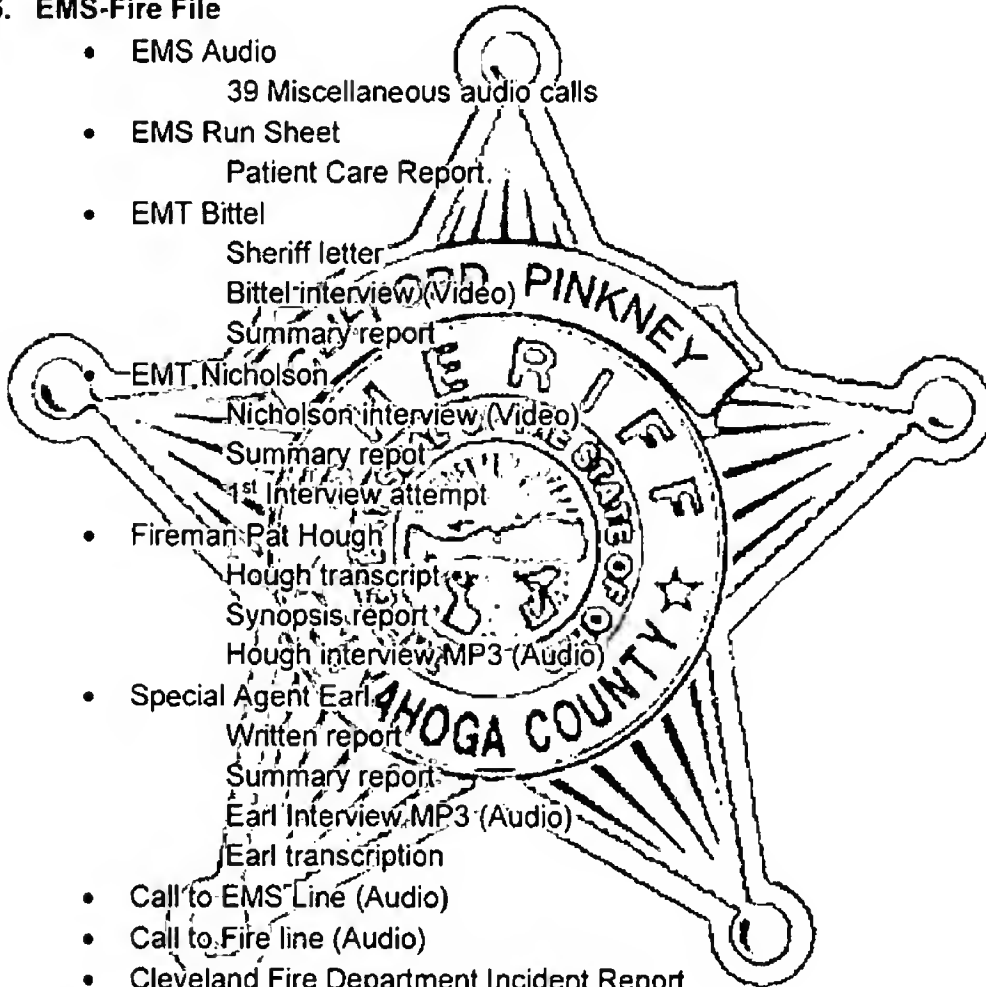 EMS-Fire File
• EMS Audio
39 Miscellaneous audio calls
• EMS Run Sheet
Patient Care Report.
• EMT Bittel
Sheriff letter
Bittel interview (Video)
Summary report
• EMT Nicholson
Nicholson interview (Video)
Summary repot
1st Interview attempt
• Fireman Pat Hough
Hough transcript
Synopsis report
Hough interview MP3 (Audio)
• Special Agent Earl
Written report
Summary report
Earl Interview MP3 (Audio)
Earl transcription
• Call to EMS Line (Audio)
• Call to Fire line (Audio)
• Cleveland Fire Department Incident Report
PINKNEY
SHERIFF
STATE OF
COUNTY